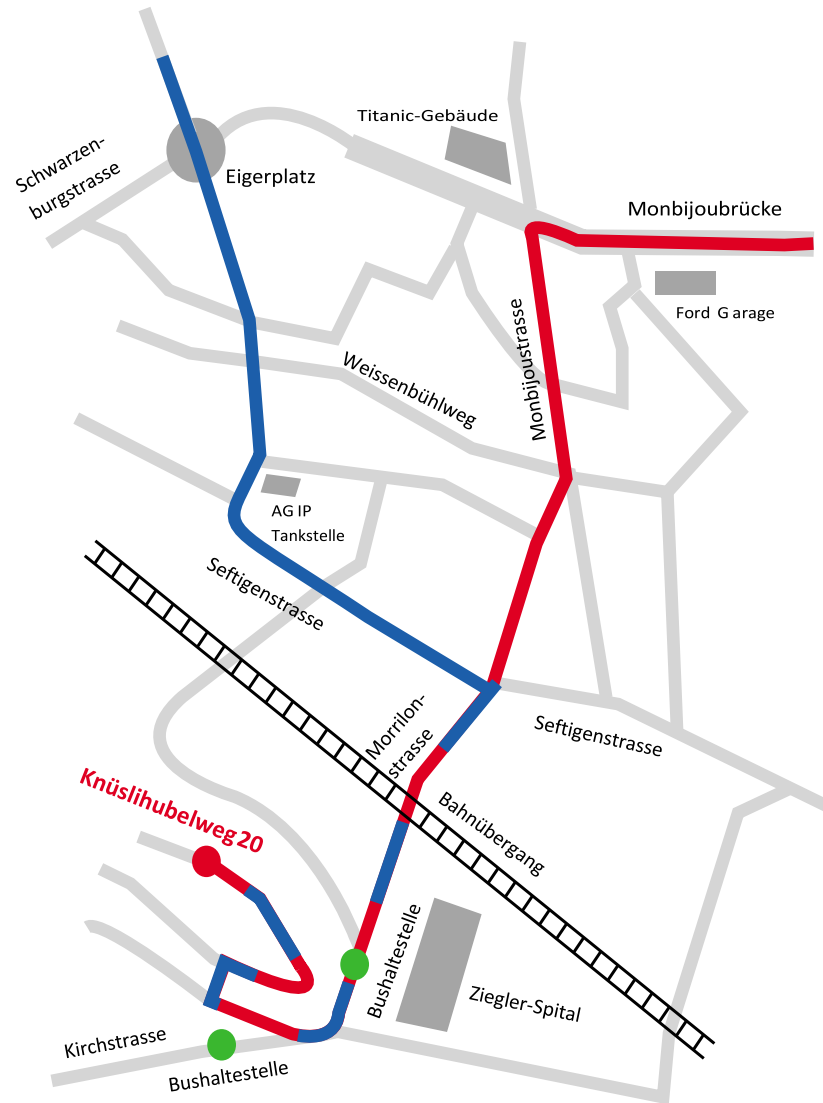 Titanic-Gebäude
Schwarzen-
burgstrasse
Eigerplatz
Monbijoubrücke
Ford G arage
Monbijoustrasse
Weissenbühlweg
AG IP
Tankstelle
Seftigenstrasse
Morrilon-
strasse
Seftigenstrasse
Knüslihubelweg 20
Bahnübergang
Bushaltestelle
Ziegler-Spital
Kirchstrasse
Bushaltestelle